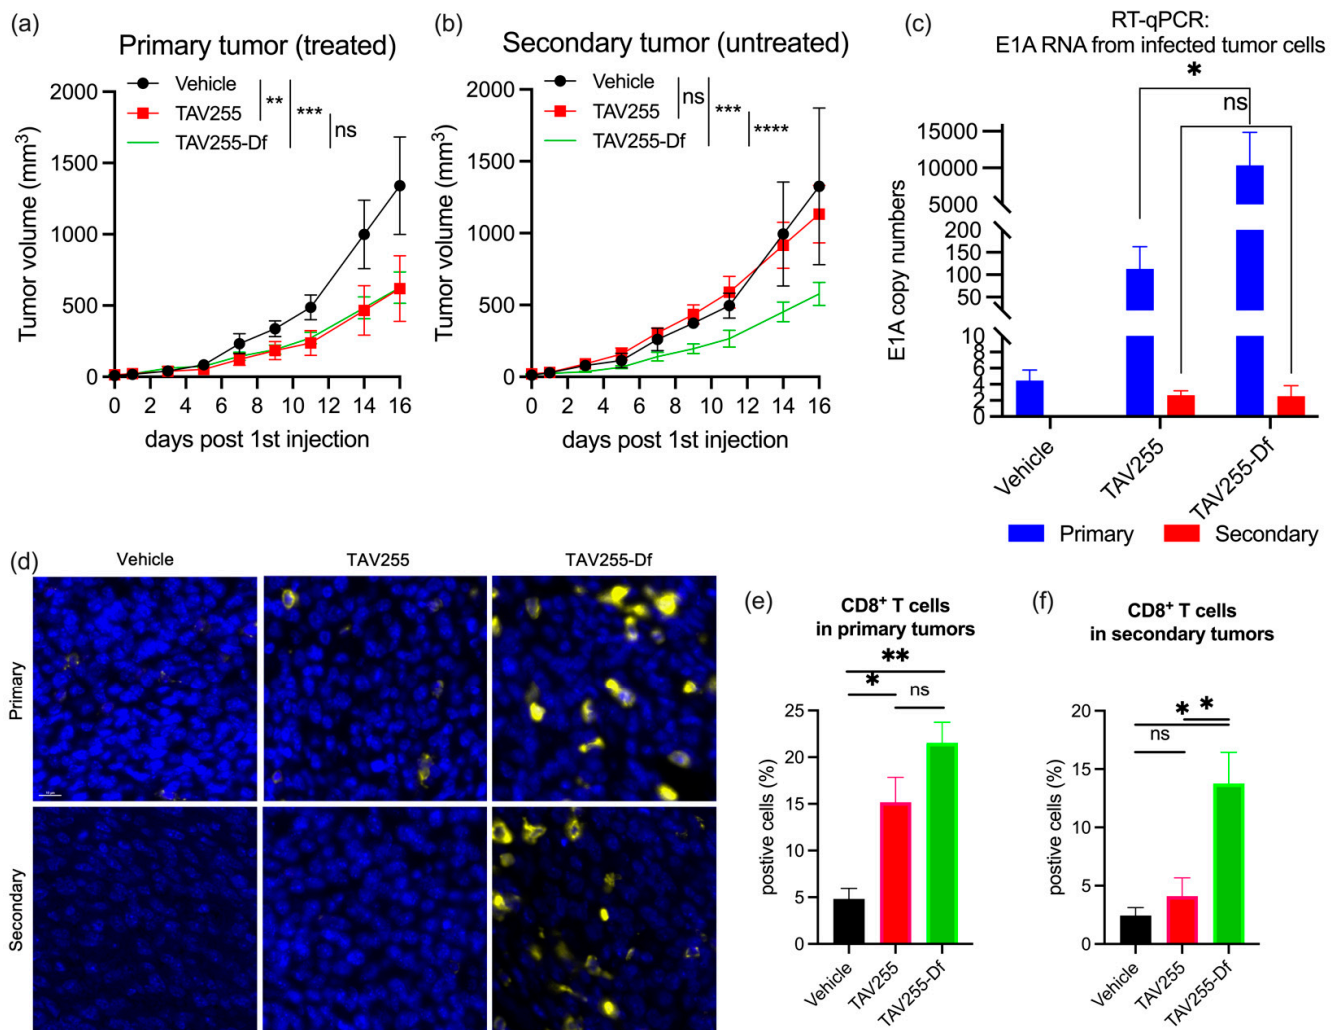 (a)
Primary tumor (treated)
Vehicle
TAV255
TAV255-Df
**
***
ns
2000
1500
1000
500
0
Tumor volume (mm³)
0 2 4 6 8 10 12 14 16
days post 1st injection
(b)
Secondary tumor (untreated)
Vehicle
TAV255
TAV255-Df
ns
***
****
2000
1500
1000
500
0
Tumor volume (mm³)
0 2 4 6 8 10 12 14 16
days post 1st injection
(c)
RT-qPCR:
E1A RNA from infected tumor cells
*
ns
15000
10000
5000
200
150
100
50
10
8
6
4
2
0
E1A copy numbers
Vehicle
TAV255
TAV255-Df
Primary
Secondary
(d)
Vehicle
TAV255
TAV255-Df
Primary
Secondary
(e)
CD8⁺ T cells
in primary tumors
**
*
ns
25
20
15
10
5
0
postive cells (%)
Vehicle
TAV255
TAV255-Df
(f)
CD8⁺ T cells
in secondary tumors
* *
ns
20
15
10
5
0
postive cells (%)
Vehicle
TAV255
TAV255-Df